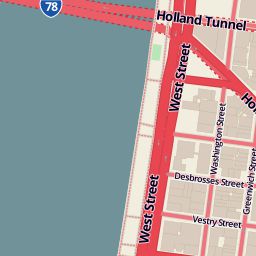 78
Holland Tunnel
West Street
Ho
Washington Street
Greenwich Street
Desbrosses Street
West Street
Vestry Street